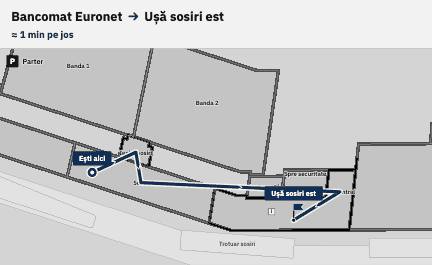 Bancomat Euronet → Ușă sosiri est
≈ 1 min pe jos
P Parter
Banda 1
Banda 2
Ești aici
Spre securitate
Ușă sosiri est
1
Trotuar sosiri